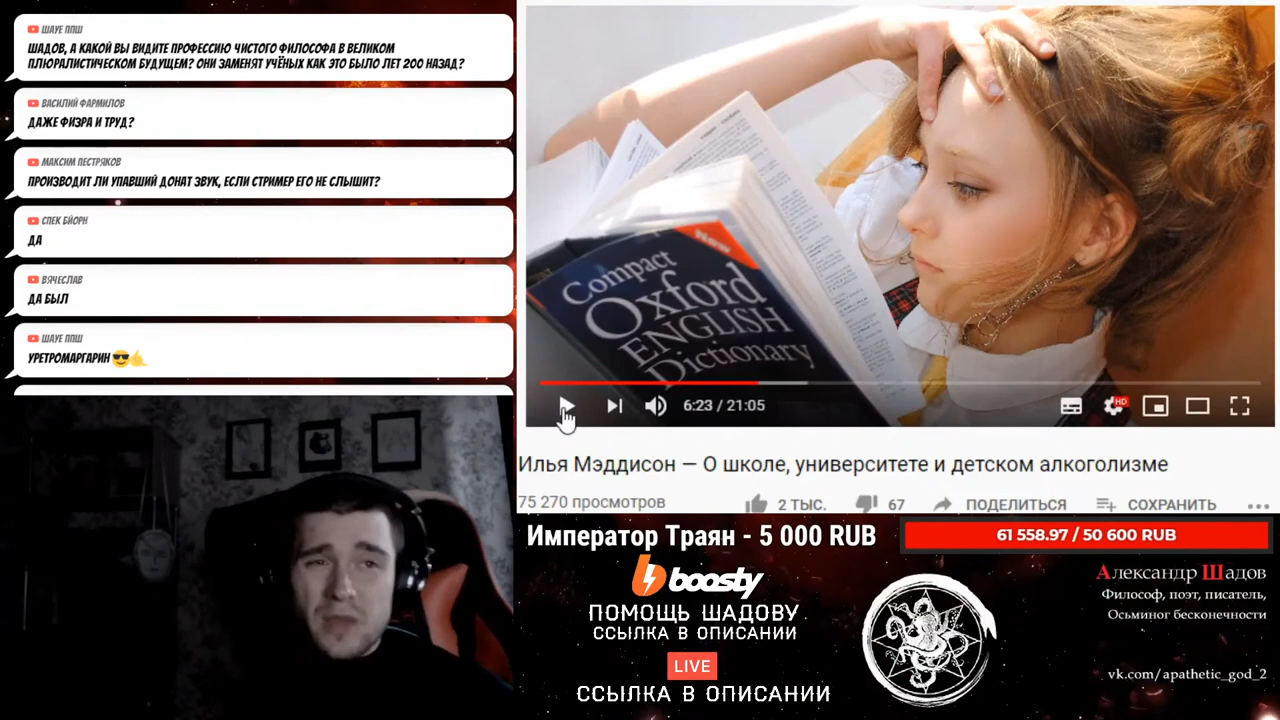 ШАУЕ ППШ
ШАДОВ, А КАКОЙ ВЫ ВИДИТЕ ПРОФЕССИЮ ЧИСТОГО ФИЛОСОФА В ВЕЛИКОМ
ПЛЮРАЛИСТИЧЕСКОМ БУДУЩЕМ? ОНИ ЗАМЕНЯТ УЧЁНЫХ КАК ЭТО БЫЛО ЛЕТ 200 НАЗАД?
ВАСИЛИЙ ФАРМИЛОВ
ДАЖЕ ФИЗРА И ТРУД?
МАКСИМ ПЕСТРЯКОВ
ПРОИЗВОДИТ ЛИ УПАВШИЙ ДОНАТ ЗВУК, ЕСЛИ СТРИМЕР ЕГО НЕ СЛЫШИТ?
СПЕК БЙОРН
ДА
ВЯЧЕСЛАВ
ДА БЫЛ
ШАУЕ ППШ
УРЕТРОМАРГАРИН 😎🤙
New
Compact
Oxford
ENGLISH
Dictionary
6:23 / 21:05
HD
Илья Мэддисон — О школе, университете и детском алкоголизме
75 270 просмотров
2 ТЫС.
67
ПОДЕЛИТЬСЯ
СОХРАНИТЬ
Император Траян - 5 000 RUB
61 558.97 / 50 600 RUB
boosty
ПОМОЩЬ ШАДОВУ
ССЫЛКА В ОПИСАНИИ
LIVE
ССЫЛКА В ОПИСАНИИ
Александр Шадов
Философ, поэт, писатель,
Осьминог бесконечности
vk.com/apathetic_god_2